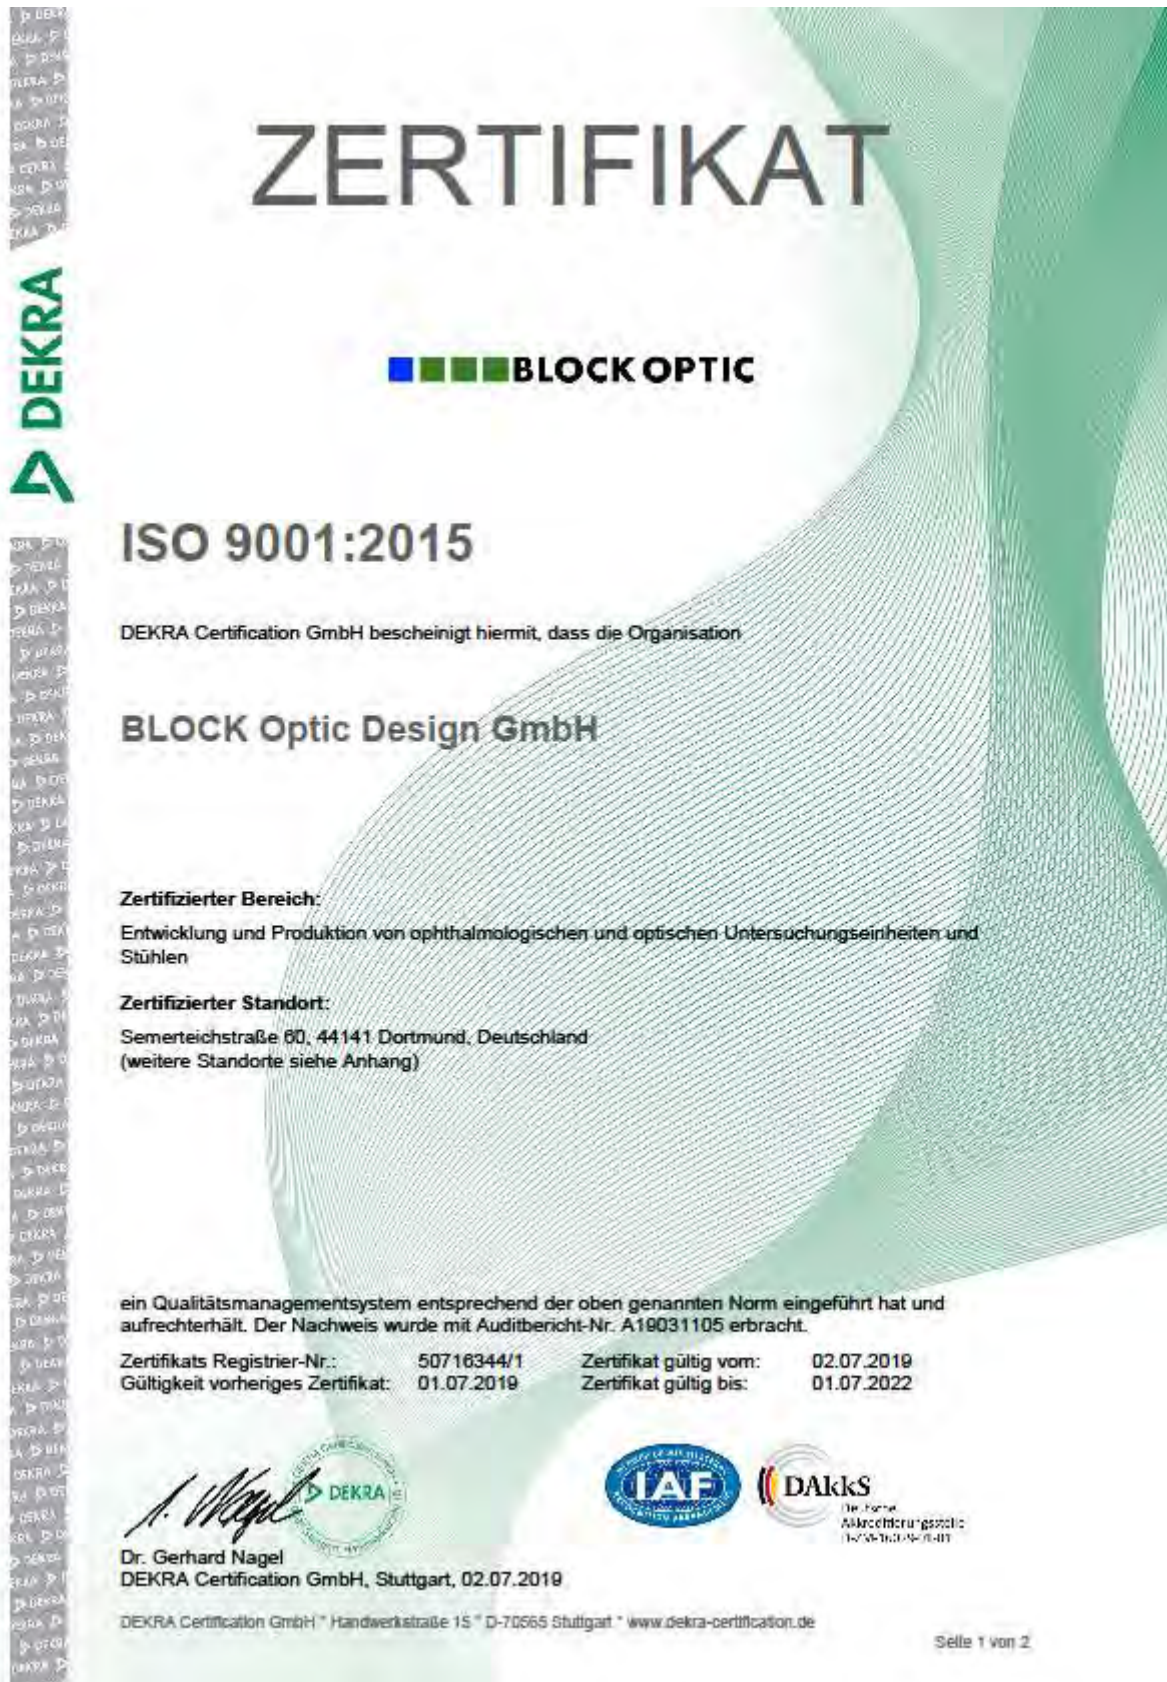 ZERTIFIKAT
DEKRA
BLOCK OPTIC
ISO 9001:2015
DEKRA Certification GmbH bescheinigt hiermit, dass die Organisation
BLOCK Optic Design GmbH
Zertifizierter Bereich:
Entwicklung und Produktion von ophthalmologischen und optischen Untersuchungseinheiten und
Stühlen
Zertifizierter Standort:
Semerteichstraße 60, 44141 Dortmund, Deutschland
(weitere Standorte siehe Anhang)
ein Qualitätsmanagementsystem entsprechend der oben genannten Norm eingeführt hat und
aufrechterhält. Der Nachweis wurde mit Auditbericht-Nr. A19031105 erbracht.
Zertifikats Registrier-Nr.: 50716344/1 Zertifikat gültig vom: 02.07.2019
Gültigkeit vorheriges Zertifikat: 01.07.2019 Zertifikat gültig bis: 01.07.2022
DEKRA
IAF
DAkkS
Deutsche
Akkreditierungsstelle
Dr. Gerhard Nagel
DEKRA Certification GmbH, Stuttgart, 02.07.2019
DEKRA Certification GmbH * Handwerkstraße 15 * D-70565 Stuttgart * www.dekra-certification.de
Seite 1 von 2